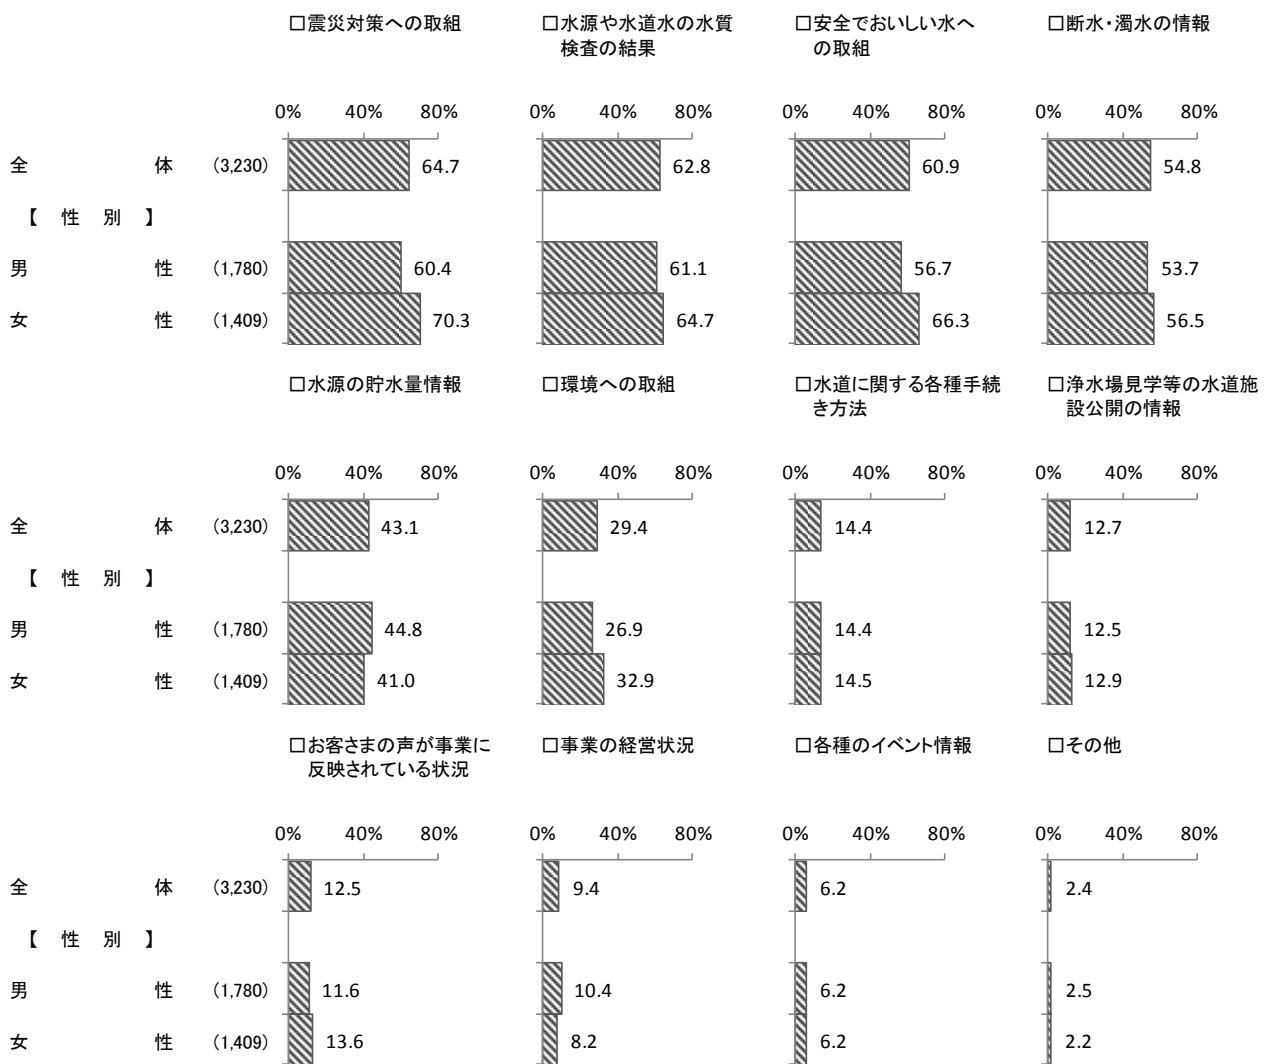 □震災対策への取組 □水源や水道水の水質 □安全でおいしい水へ □断水・濁水の情報
検査の結果 の取組
0% 40% 80% 0% 40% 80% 0% 40% 80% 0% 40% 80%
全体 (3,230) 64.7 62.8 60.9 54.8
【性別】
男性 (1,780) 60.4 61.1 56.7 53.7
女性 (1,409) 70.3 64.7 66.3 56.5
□水源の貯水量情報 □環境への取組 □水道に関する各種手続 □浄水場見学等の水道施
き方法 設公開の情報
0% 40% 80% 0% 40% 80% 0% 40% 80% 0% 40% 80%
全体 (3,230) 43.1 29.4 14.4 12.7
【性別】
男性 (1,780) 44.8 26.9 14.4 12.5
女性 (1,409) 41.0 32.9 14.5 12.9
□お客さまの声が事業に □事業の経営状況 □各種のイベント情報 □その他
反映されている状況
0% 40% 80% 0% 40% 80% 0% 40% 80% 0% 40% 80%
全体 (3,230) 12.5 9.4 6.2 2.4
【性別】
男性 (1,780) 11.6 10.4 6.2 2.5
女性 (1,409) 13.6 8.2 6.2 2.2